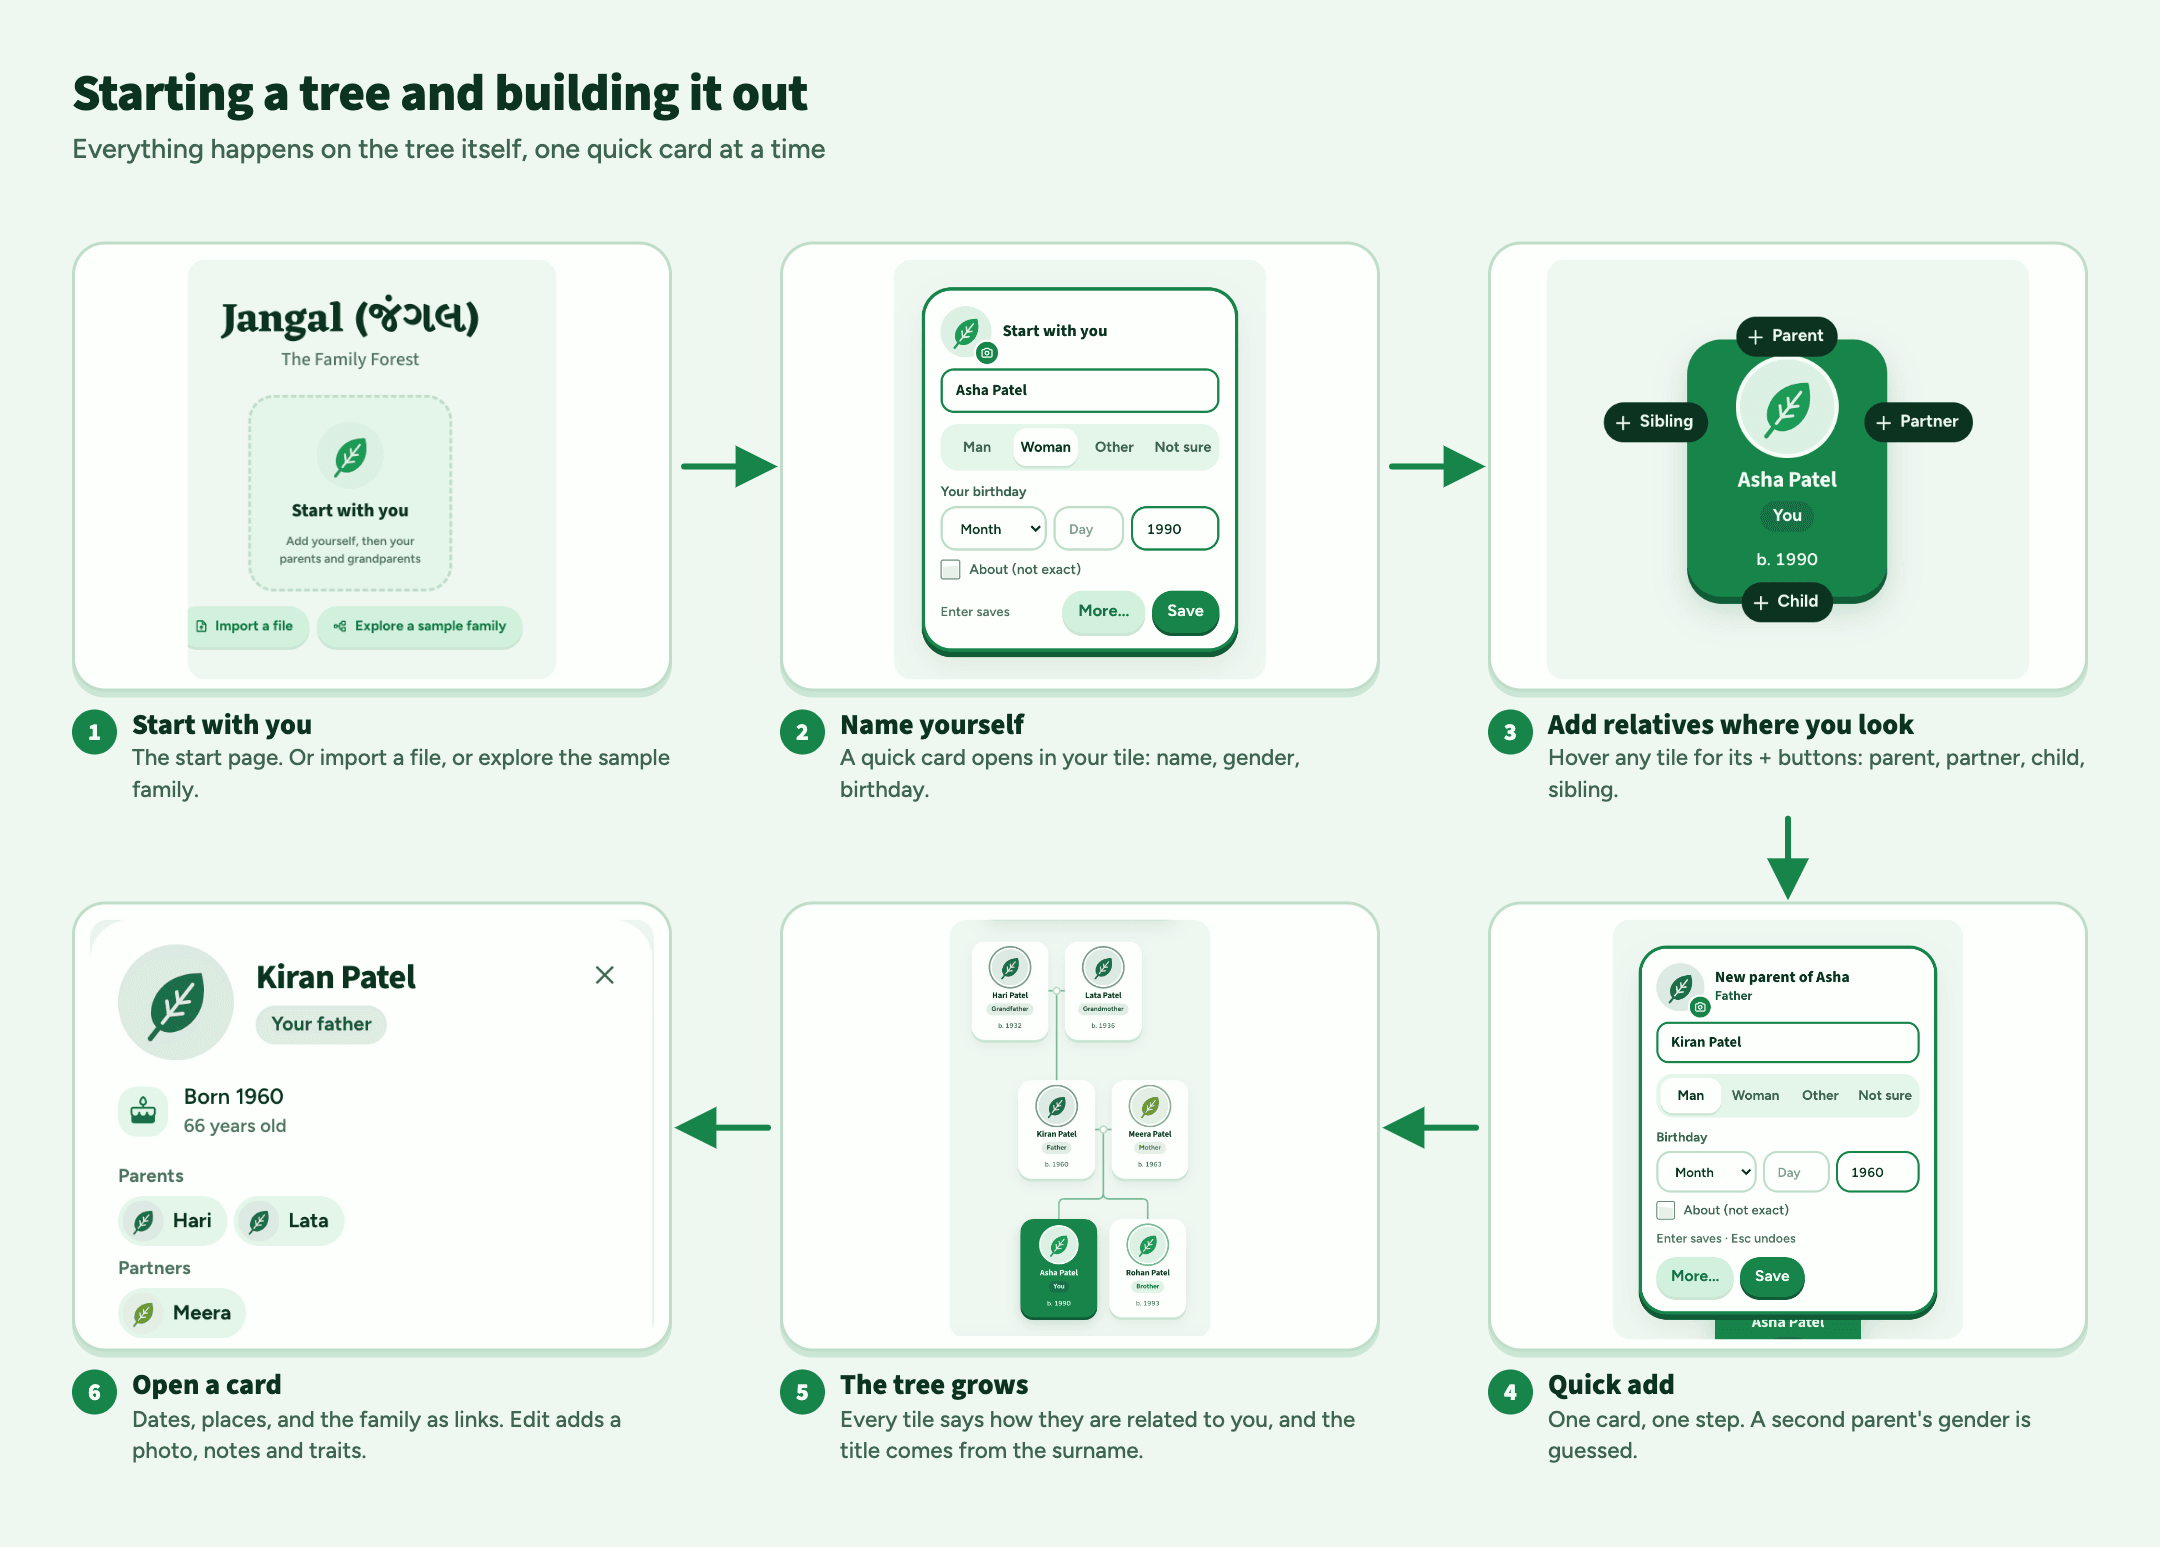 Starting a tree and building it out
Everything happens on the tree itself, one quick card at a time
Jangal (જંગલ)
The Family Forest
Start with you
Add yourself, then your
parents and grandparents
Import a file
Explore a sample family
1
Start with you
The start page. Or import a file, or explore the sample
family.
Start with you
Asha Patel
Man Woman Other Not sure
Your birthday
Month Day 1990
About (not exact)
Enter saves More... Save
2
Name yourself
A quick card opens in your tile: name, gender,
birthday.
+ Parent
+ Sibling
+ Partner
Asha Patel
You
b. 1990
+ Child
3
Add relatives where you look
Hover any tile for its + buttons: parent, partner, child,
sibling.
New parent of Asha
Father
Kiran Patel
Man Woman Other Not sure
Birthday
Month Day 1960
About (not exact)
Enter saves · Esc undoes
More... Save
Asha Patel
4
Quick add
One card, one step. A second parent's gender is
guessed.
Hari Patel
Grandfather
b. 1932
Lata Patel
Grandmother
b. 1936
Kiran Patel
Father
b. 1960
Meera Patel
Mother
b. 1963
Asha Patel
You
b. 1990
Rohan Patel
Brother
b. 1993
5
The tree grows
Every tile says how they are related to you, and the
title comes from the surname.
Kiran Patel
Your father
Born 1960
66 years old
Parents
Hari Lata
Partners
Meera
6
Open a card
Dates, places, and the family as links. Edit adds a
photo, notes and traits.